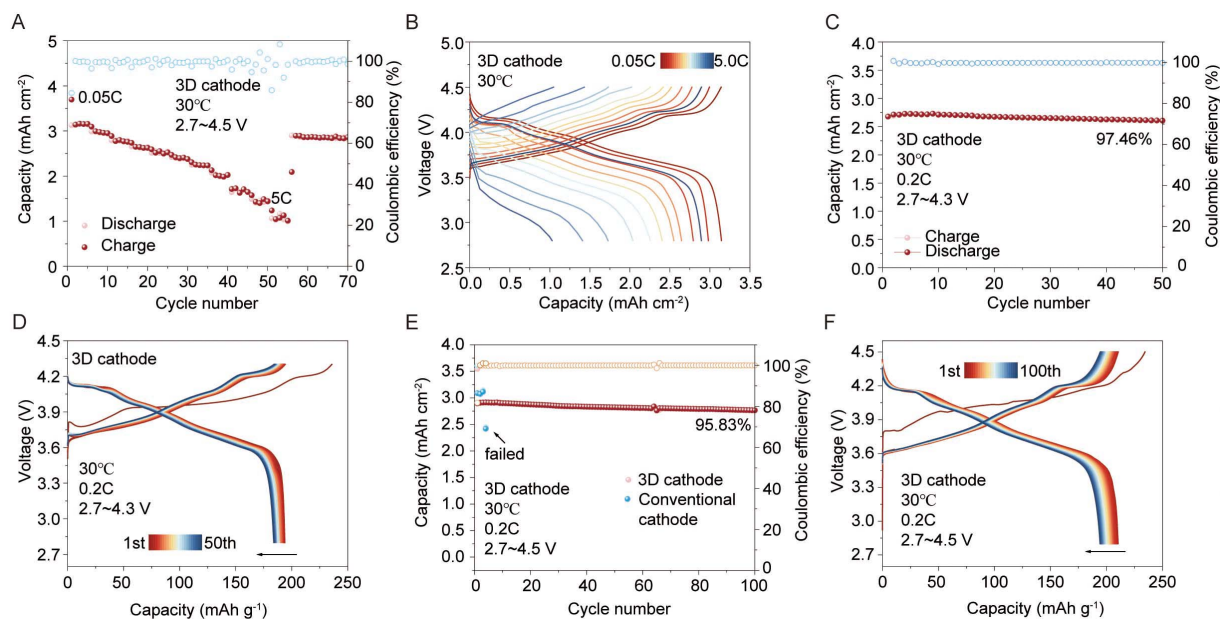 A
5
4
3
2
1
0
Capacity (mAh cm-2)
0.05C
3D cathode
30℃
2.7~4.5 V
5C
Discharge
Charge
100
80
60
40
20
0
Coulombic efficiency (%)
0 10 20 30 40 50 60 70
Cycle number
B
5.0
4.5
4.0
3.5
3.0
2.5
Voltage (V)
3D cathode
30℃
0.05C 5.0C
0.0 0.5 1.0 1.5 2.0 2.5 3.0 3.5
Capacity (mAh cm-2)
C
4.0
3.5
3.0
2.5
2.0
1.5
1.0
0.5
0.0
Capacity (mAh cm-2)
97.46%
3D cathode
30℃
0.2C
2.7~4.3 V
Charge
Discharge
100
80
60
40
20
0
Coulombic efficiency (%)
0 10 20 30 40 50
Cycle number
D
4.5
4.2
3.9
3.6
3.3
3.0
2.7
Voltage (V)
3D cathode
30℃
0.2C
2.7~4.3 V
1st 50th
0 50 100 150 200 250
Capacity (mAh g-1)
E
4.0
3.5
3.0
2.5
2.0
1.5
1.0
0.5
0.0
Capacity (mAh cm-2)
95.83%
failed
3D cathode
30℃
0.2C
2.7~4.5 V
3D cathode
Conventional
cathode
100
80
60
40
20
0
Coulombic efficiency (%)
0 20 40 60 80 100
Cycle number
F
4.5
4.2
3.9
3.6
3.3
3.0
2.7
Voltage (V)
1st 100th
3D cathode
30℃
0.2C
2.7~4.5 V
0 50 100 150 200 250
Capacity (mAh g-1)